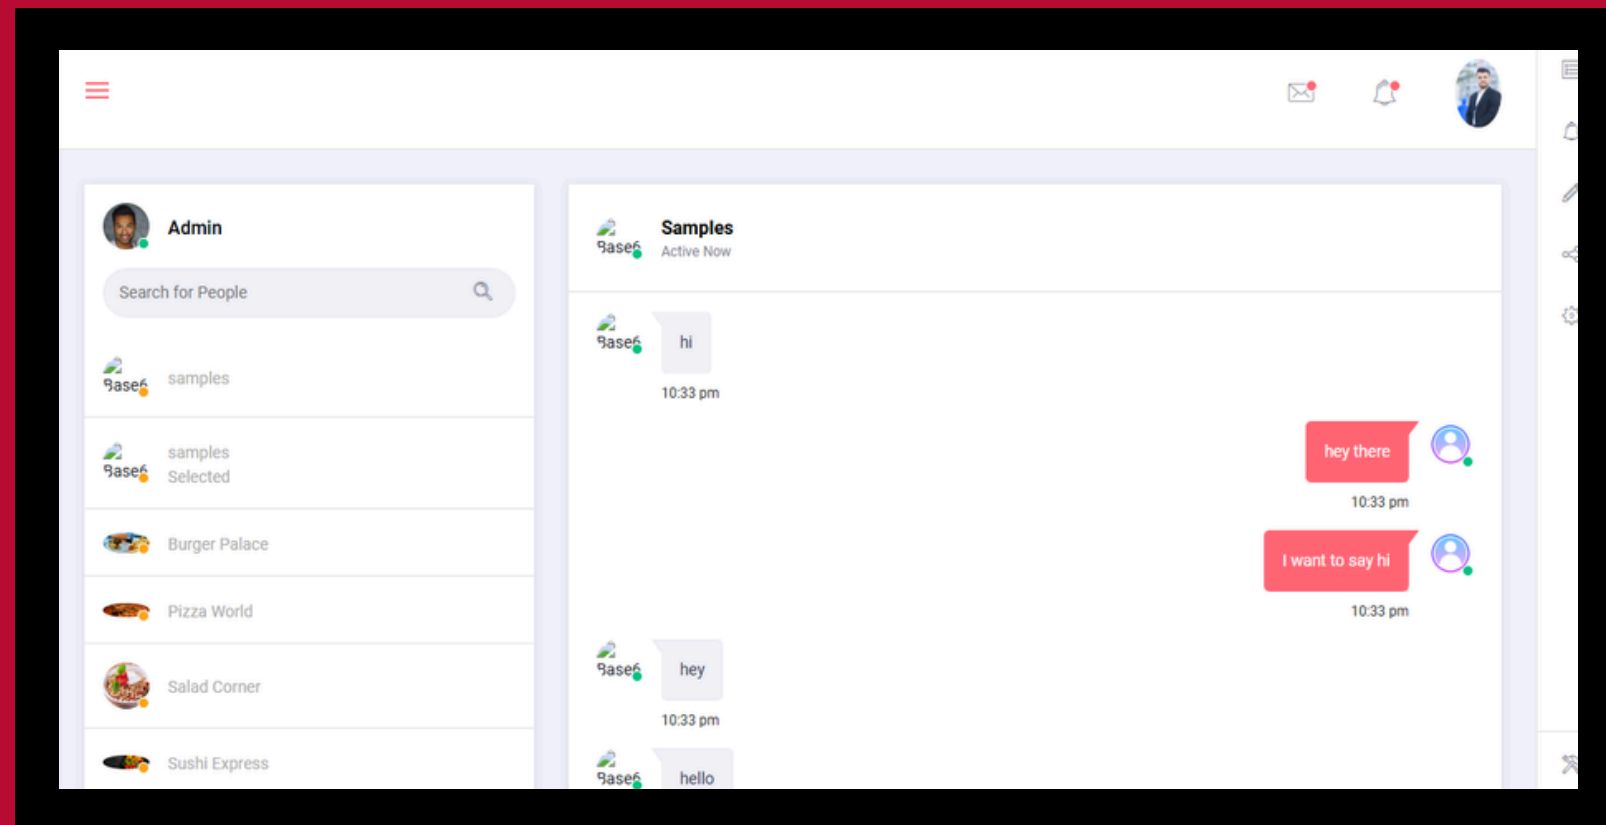 Admin
Search for People
Base6
samples
Base6
samples
Selected
Burger Palace
Pizza World
Salad Corner
Sushi Express
Base6
Samples
Active Now
Base6
hi
10:33 pm
hey there
10:33 pm
I want to say hi
10:33 pm
Base6
hey
10:33 pm
Base6
hello